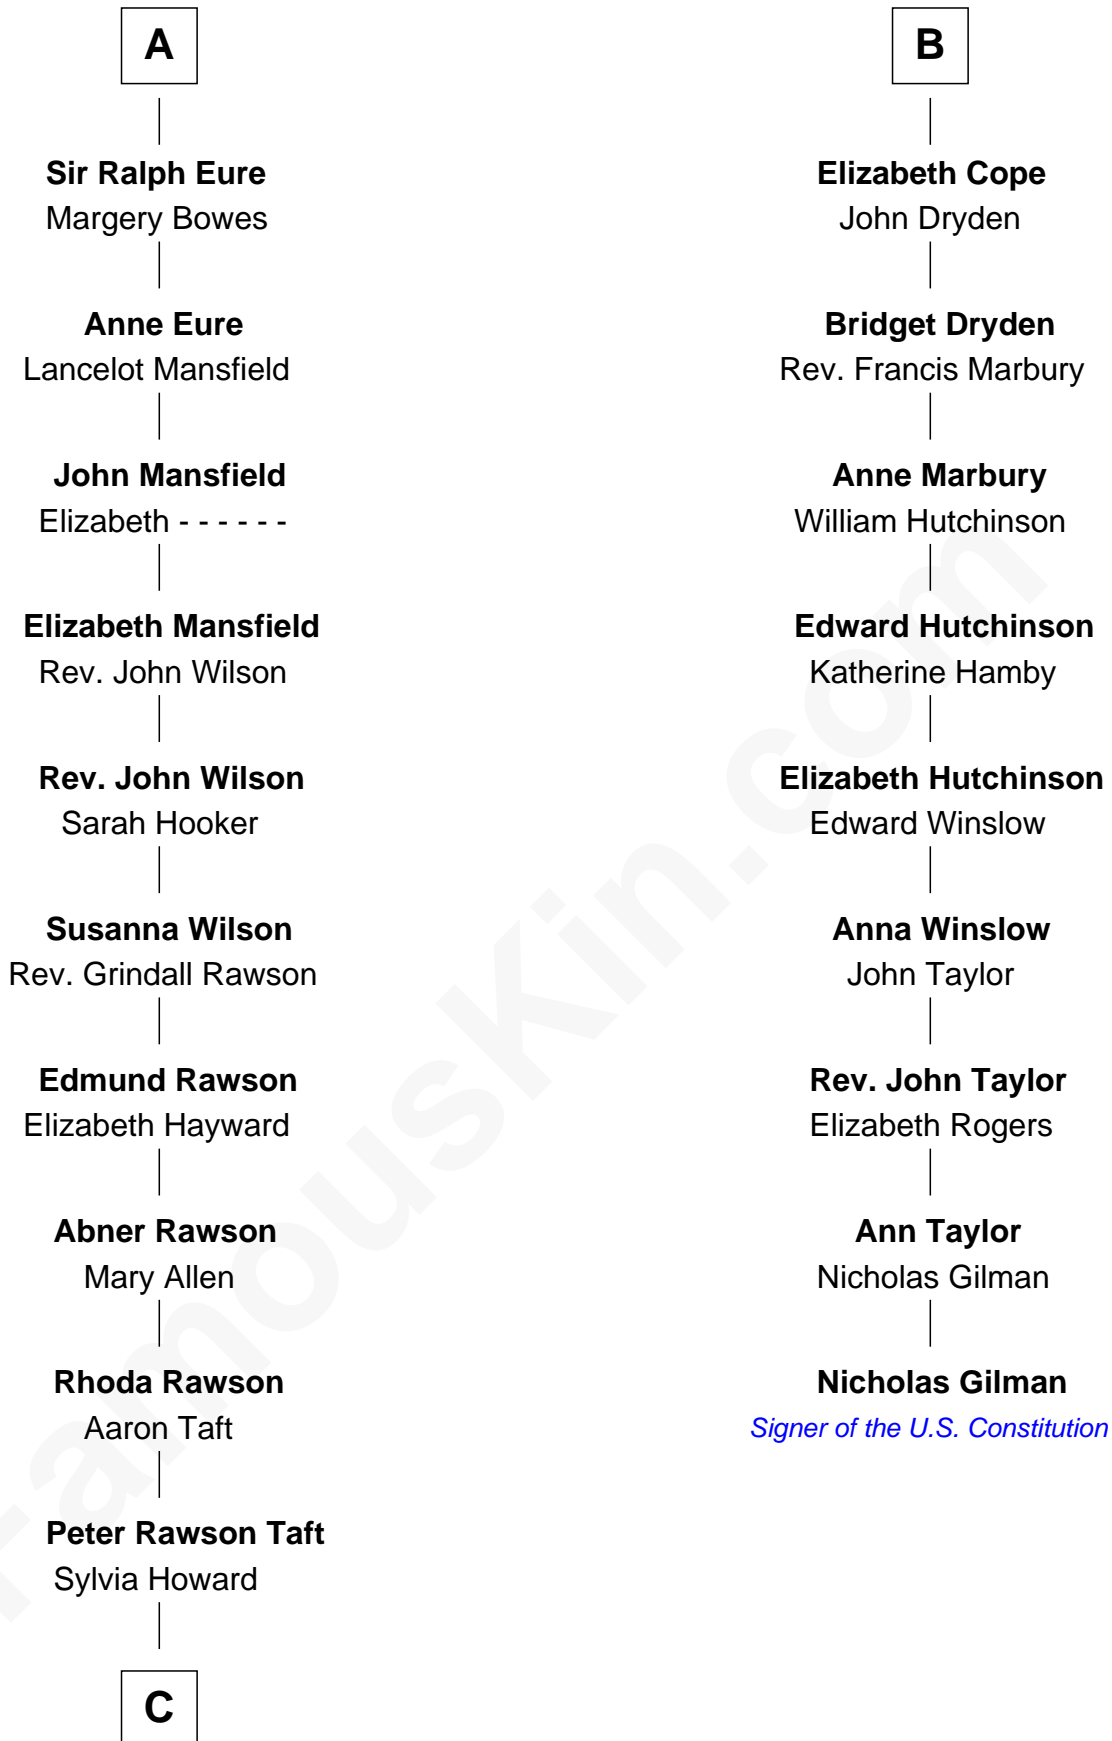 A
Sir Ralph Eure
Margery Bowes
Anne Eure
Lancelot Mansfield
John Mansfield
Elizabeth - - - - - -
Elizabeth Mansfield
Rev. John Wilson
Rev. John Wilson
Sarah Hooker
Susanna Wilson
Rev. Grindall Rawson
Edmund Rawson
Elizabeth Hayward
Abner Rawson
Mary Allen
Rhoda Rawson
Aaron Taft
Peter Rawson Taft
Sylvia Howard
C
B
Elizabeth Cope
John Dryden
Bridget Dryden
Rev. Francis Marbury
Anne Marbury
William Hutchinson
Edward Hutchinson
Katherine Hamby
Elizabeth Hutchinson
Edward Winslow
Anna Winslow
John Taylor
Rev. John Taylor
Elizabeth Rogers
Ann Taylor
Nicholas Gilman
Nicholas Gilman
Signer of the U.S. Constitution
FamousKin.com